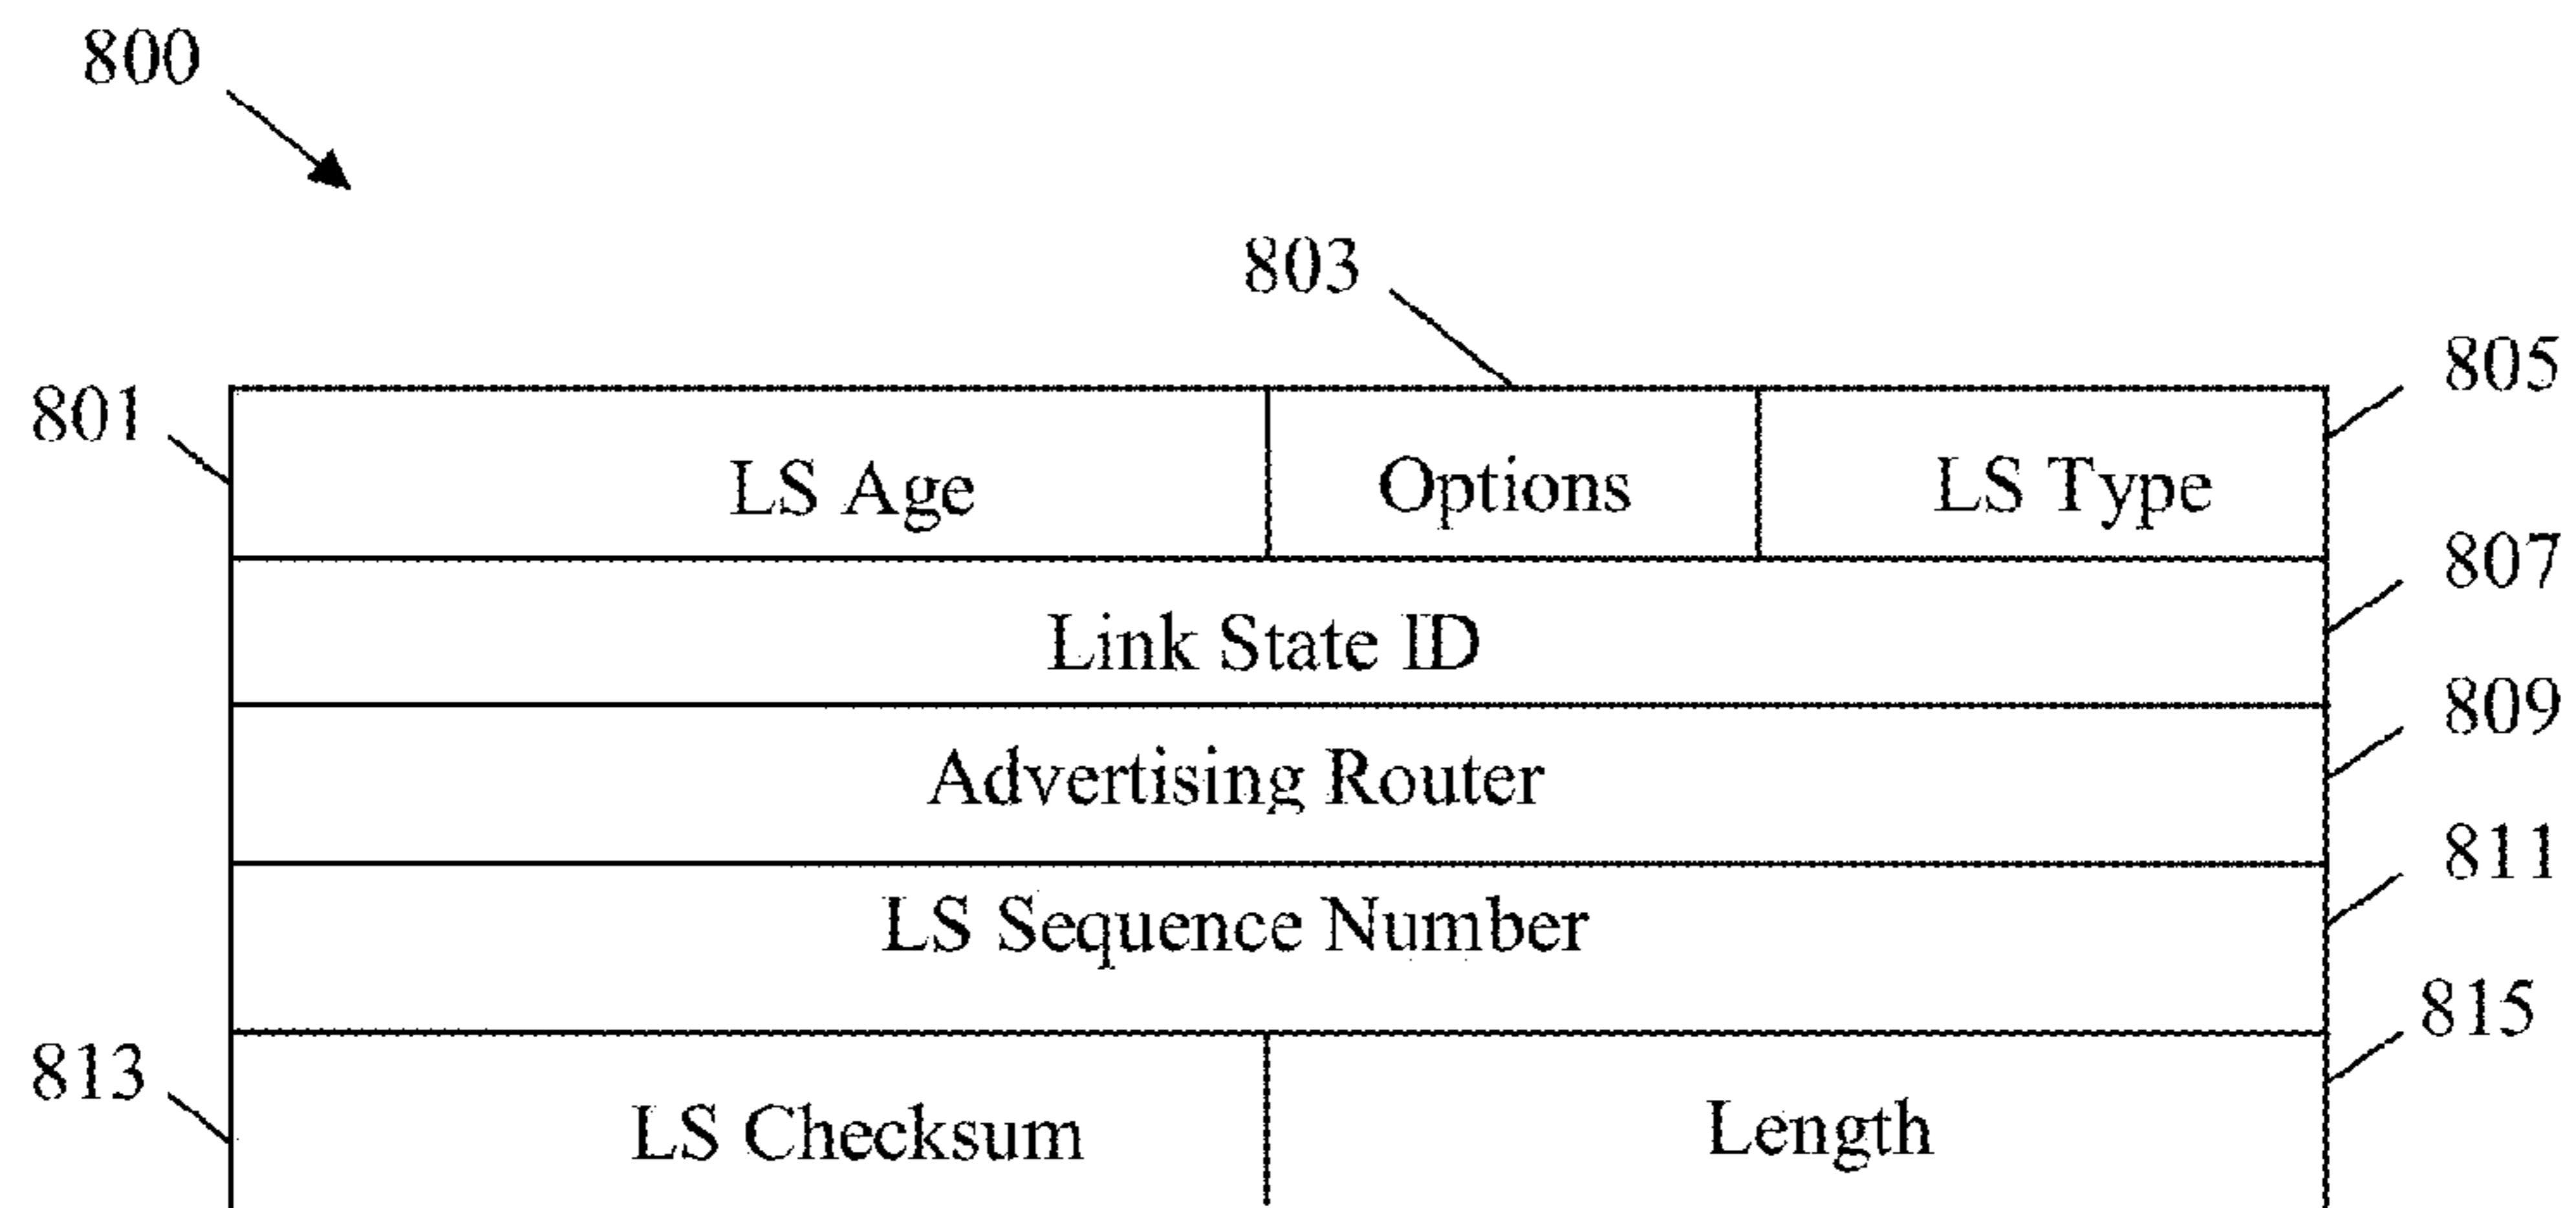 800
803
805
801
LS Age Options LS Type
807
Link State ID
809
Advertising Router
811
LS Sequence Number
815
813
LS Checksum Length